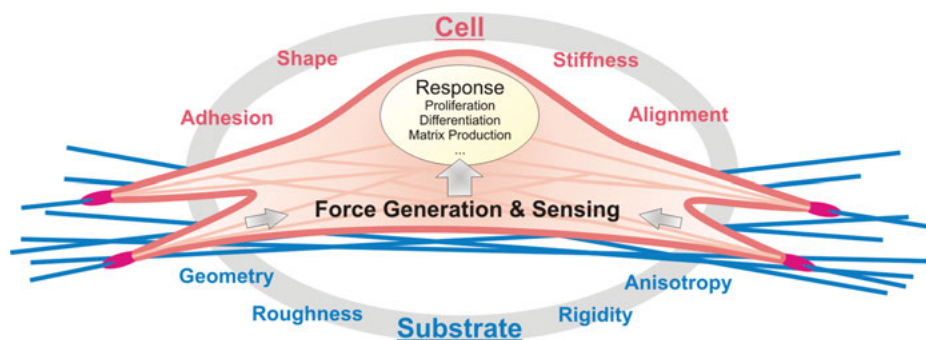 Cell
Shape
Stiffness
Response
Proliferation
Differentiation
Matrix Production
...
Adhesion
Alignment
Force Generation & Sensing
Geometry
Anisotropy
Roughness
Rigidity
Substrate